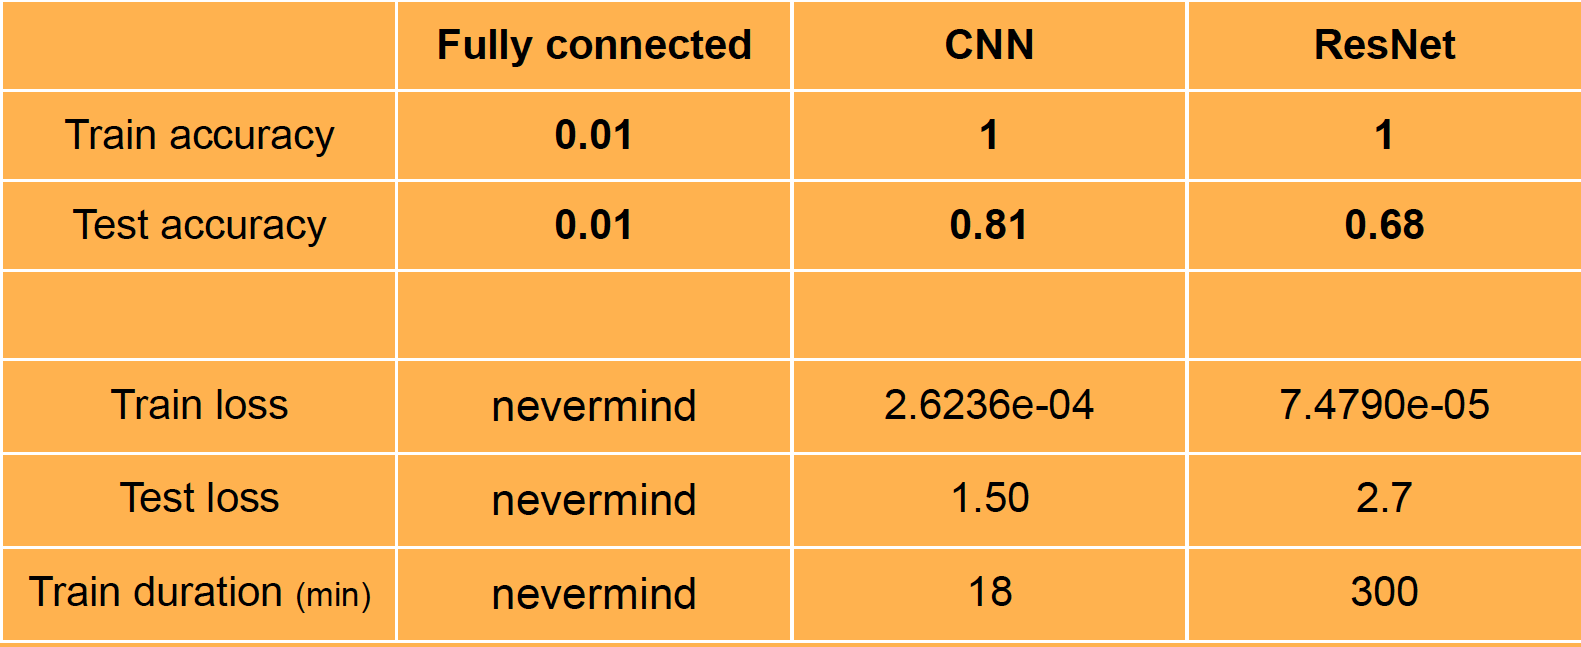 Fully connected CNN ResNet
Train accuracy 0.01 1 1
Test accuracy 0.01 0.81 0.68
Train loss nevermind 2.6236e-04 7.4790e-05
Test loss nevermind 1.50 2.7
Train duration (min) nevermind 18 300